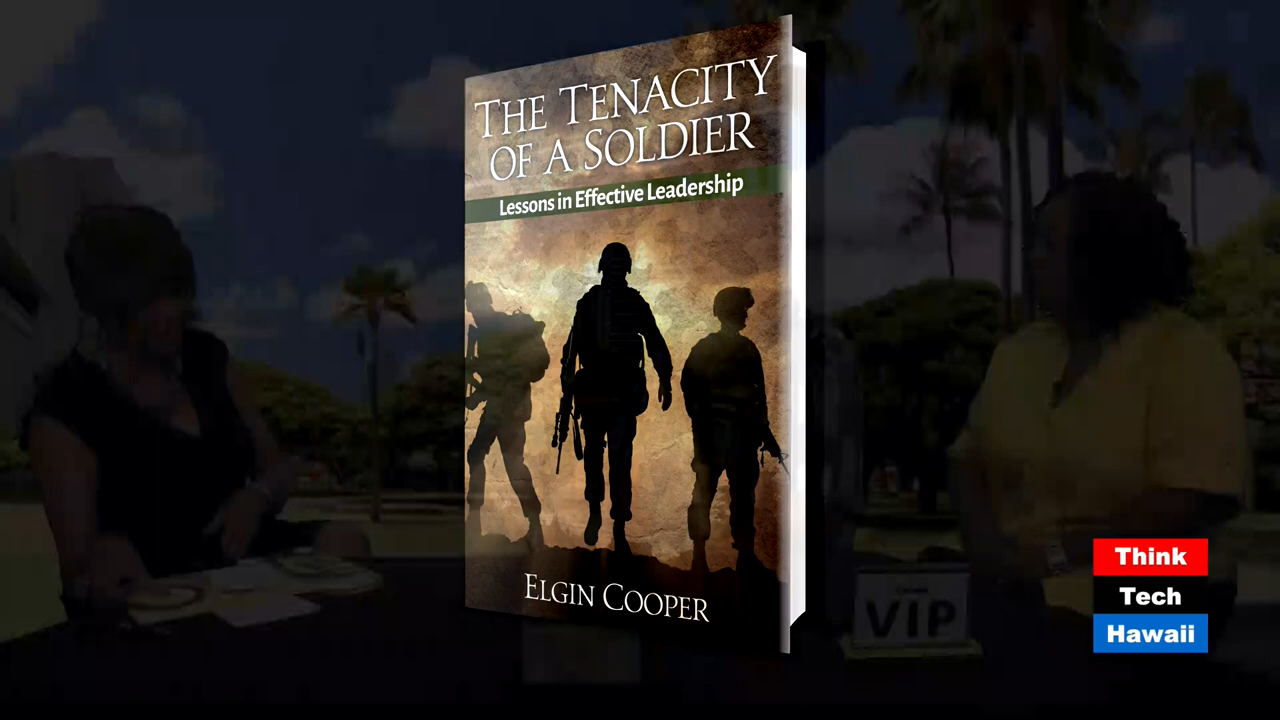 THE TENACITY
OF A SOLDIER
Lessons in Effective Leadership
ELGIN COOPER
VIP
Think
Tech
Hawaii